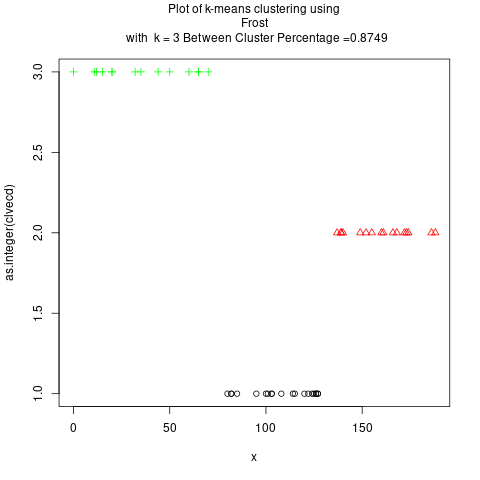 Plot of k-means clustering using
Frost
with k = 3 Between Cluster Percentage =0.8749
3.0
2.5
2.0
1.5
1.0
as.integer(clvecd)
0
50
100
150
x